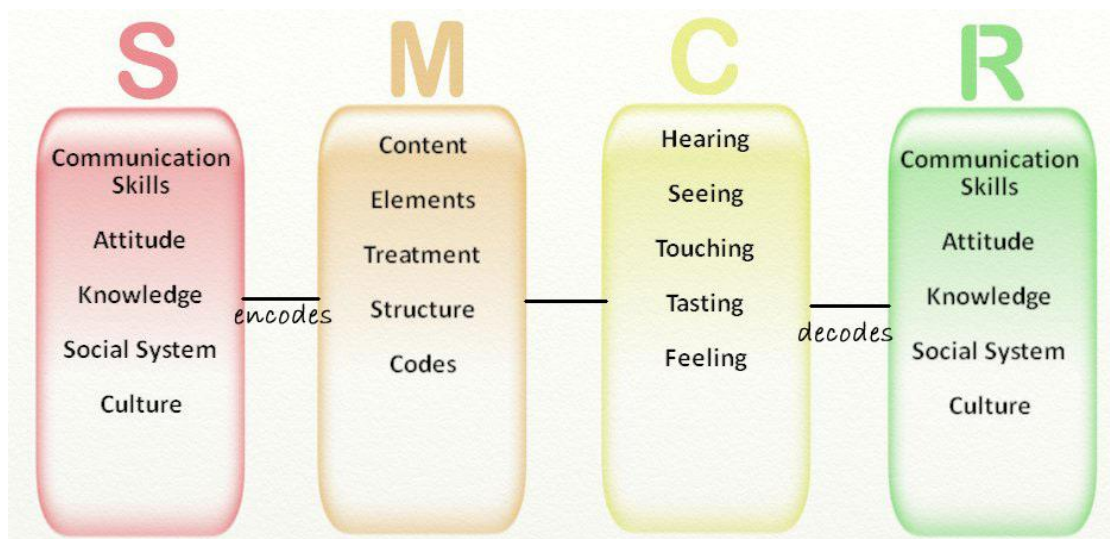 S
Communication
Skills
Attitude
Knowledge
Social System
Culture
encodes
M
Content
Elements
Treatment
Structure
Codes
C
Hearing
Seeing
Touching
Tasting
Feeling
decodes
R
Communication
Skills
Attitude
Knowledge
Social System
Culture